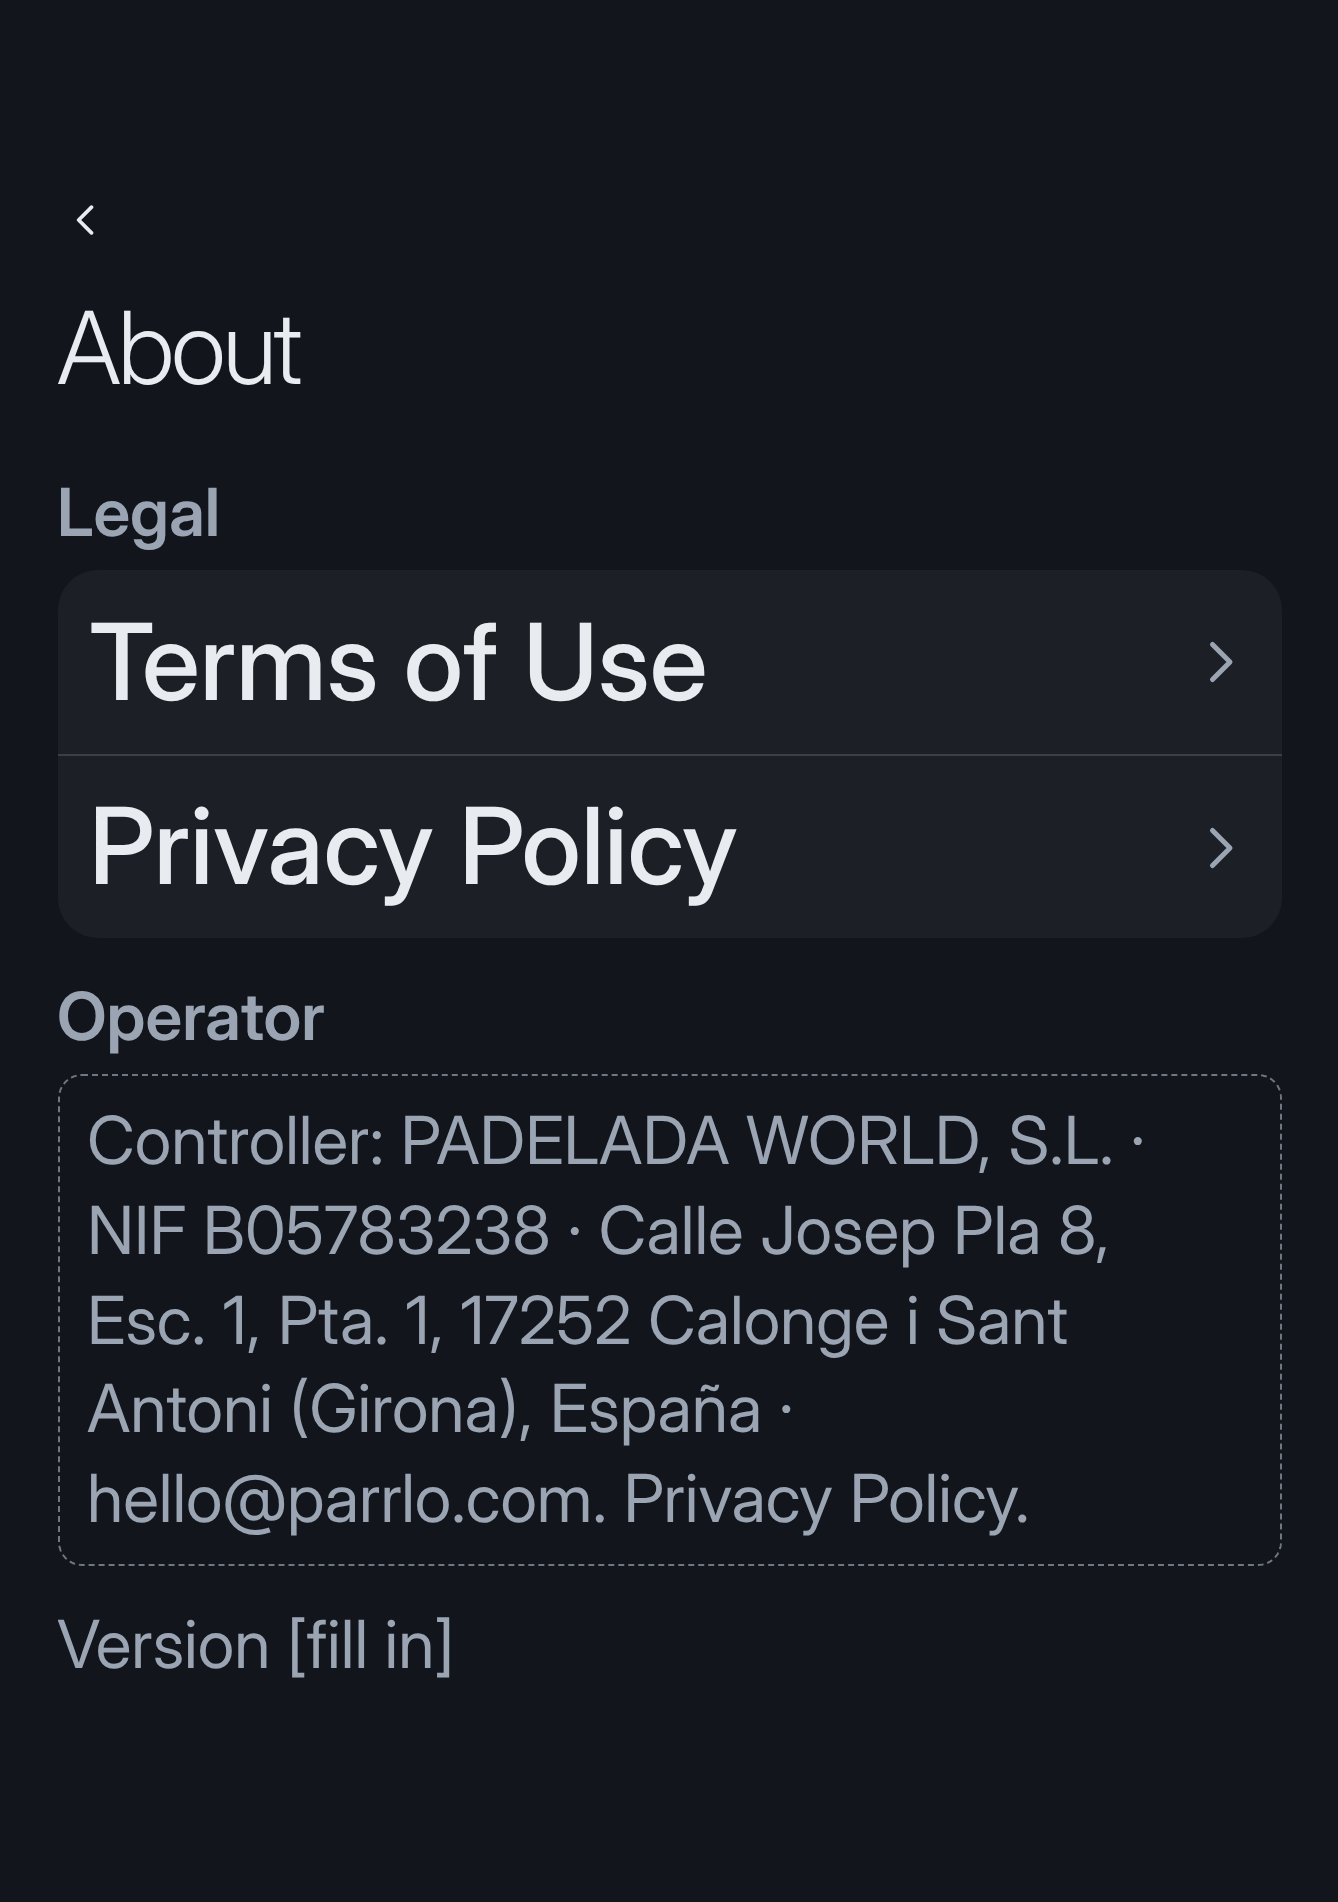 About
Legal
Terms of Use
Privacy Policy
Operator
Controller: PADELADA WORLD, S.L. ·
NIF B05783238 · Calle Josep Pla 8,
Esc. 1, Pta. 1, 17252 Calonge i Sant
Antoni (Girona), España ·
hello@parrlo.com. Privacy Policy.
Version [fill in]